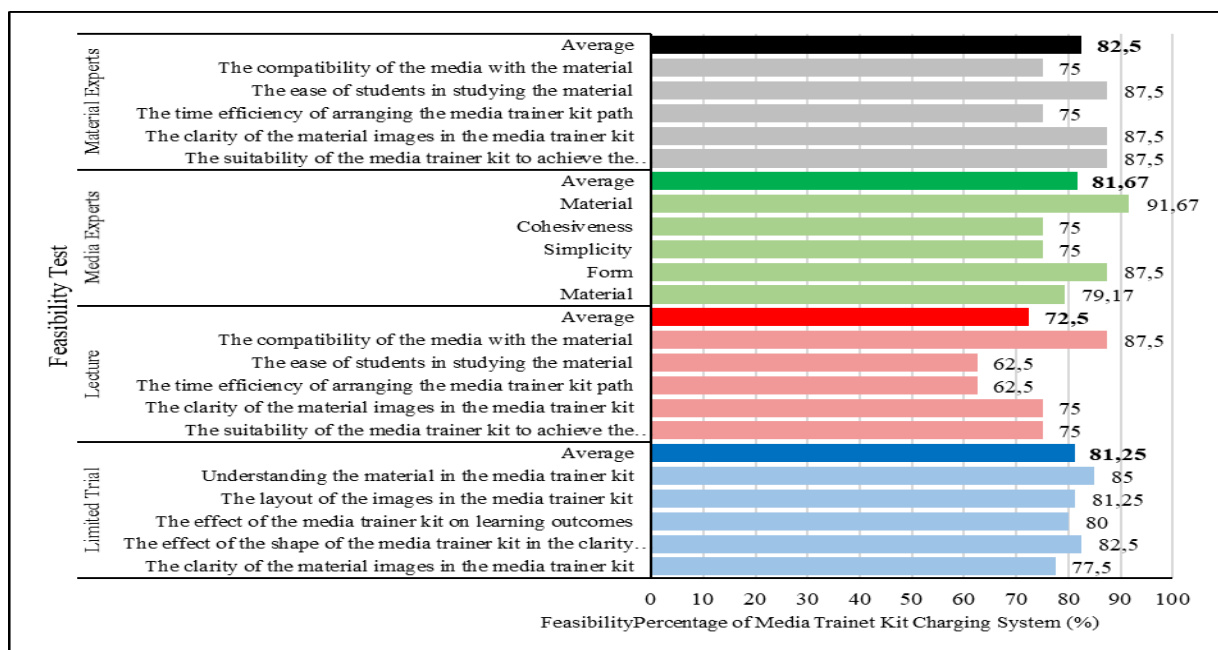 Feasibility Test
Material Experts
Average 82,5
The compatibility of the media with the material 75
The ease of students in studying the material 87,5
The time efficiency of arranging the media trainer kit path 75
The clarity of the material images in the media trainer kit 87,5
The suitability of the media trainer kit to achieve the.. 87,5
Media Experts
Average 81,67
Material 91,67
Cohesiveness 75
Simplicity 75
Form 87,5
Material 79,17
Lecture
Average 72,5
The compatibility of the media with the material 87,5
The ease of students in studying the material 62,5
The time efficiency of arranging the media trainer kit path 62,5
The clarity of the material images in the media trainer kit 75
The suitability of the media trainer kit to achieve the.. 75
Limited Trial
Average 81,25
Understanding the material in the media trainer kit 85
The layout of the images in the media trainer kit 81,25
The effect of the media trainer kit on learning outcomes 80
The effect of the shape of the media trainer kit in the clarity.. 82,5
The clarity of the material images in the media trainer kit 77,5
0 10 20 30 40 50 60 70 80 90 100
FeasibilityPercentage of Media Trainet Kit Charging System (%)